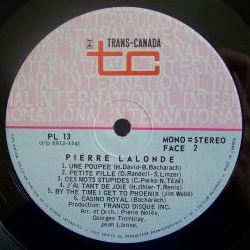 TRANS-CANADA
tc
PL 13
MONO = STEREO
FACE 2
PIERRE LALONDE
1. UNE POUPEE (H.David-B.Bacharach)
2. PETITE FILLE (D.Randell-S.Linzer)
3. CES MOTS STUPIDES (C.Parks-N.Tézé)
4. J'AI TANT DE JOIE (H.Ithier-T.Renis)
5. BY THE TIME I GET TO PHOENIX (Jim Webb)
6. CASINO ROYAL (Bacharach)
Production: FRANCO DISQUE INC.
Arr. et Orch.: Pierre Nolès,
Georges Tremblay,
Jean Larose,